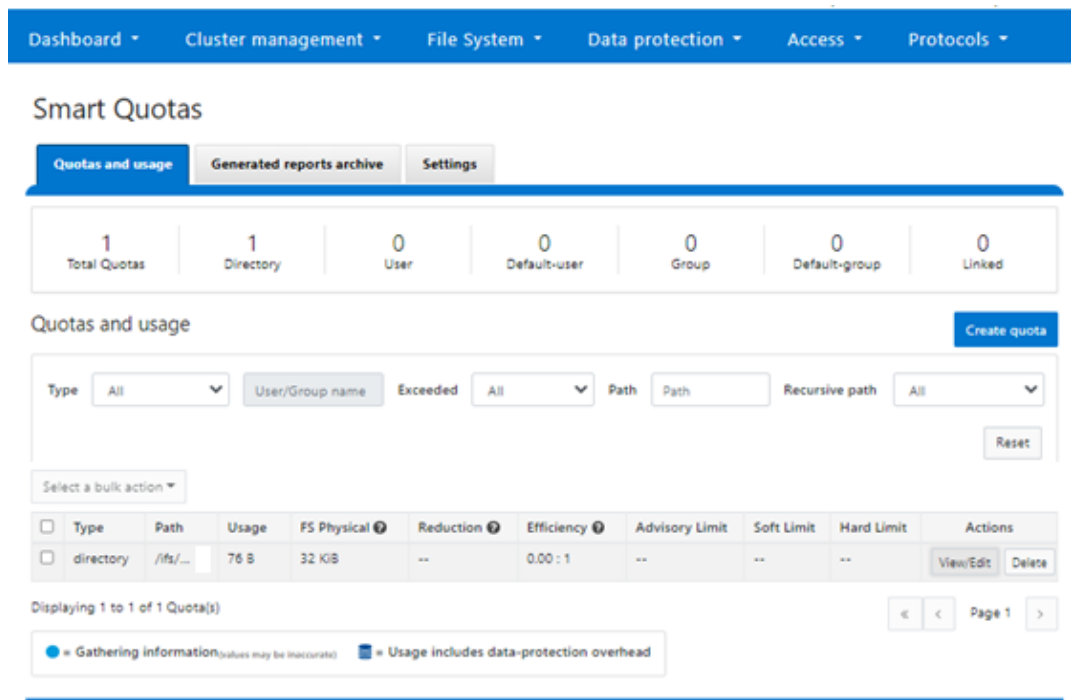 Dashboard Cluster management File System Data protection Access Protocols
Smart Quotas
Quotas and usage Generated reports archive Settings
1 1 0 0 0 0 0
Total Quotas Directory User Default-user Group Default-group Linked
Quotas and usage
Create quota
Type All User/Group name Exceeded All Path Path Recursive path All
Reset
Select a bulk action
Type Path Usage FS Physical Reduction Efficiency Advisory Limit Soft Limit Hard Limit Actions
directory /ifs/... 76 B 32 KiB -- 0.00 : 1 -- -- -- View/Edit Delete
Displaying 1 to 1 of 1 Quota(s)
« < Page 1 >
= Gathering information(values may be inaccurate) = Usage includes data-protection overhead